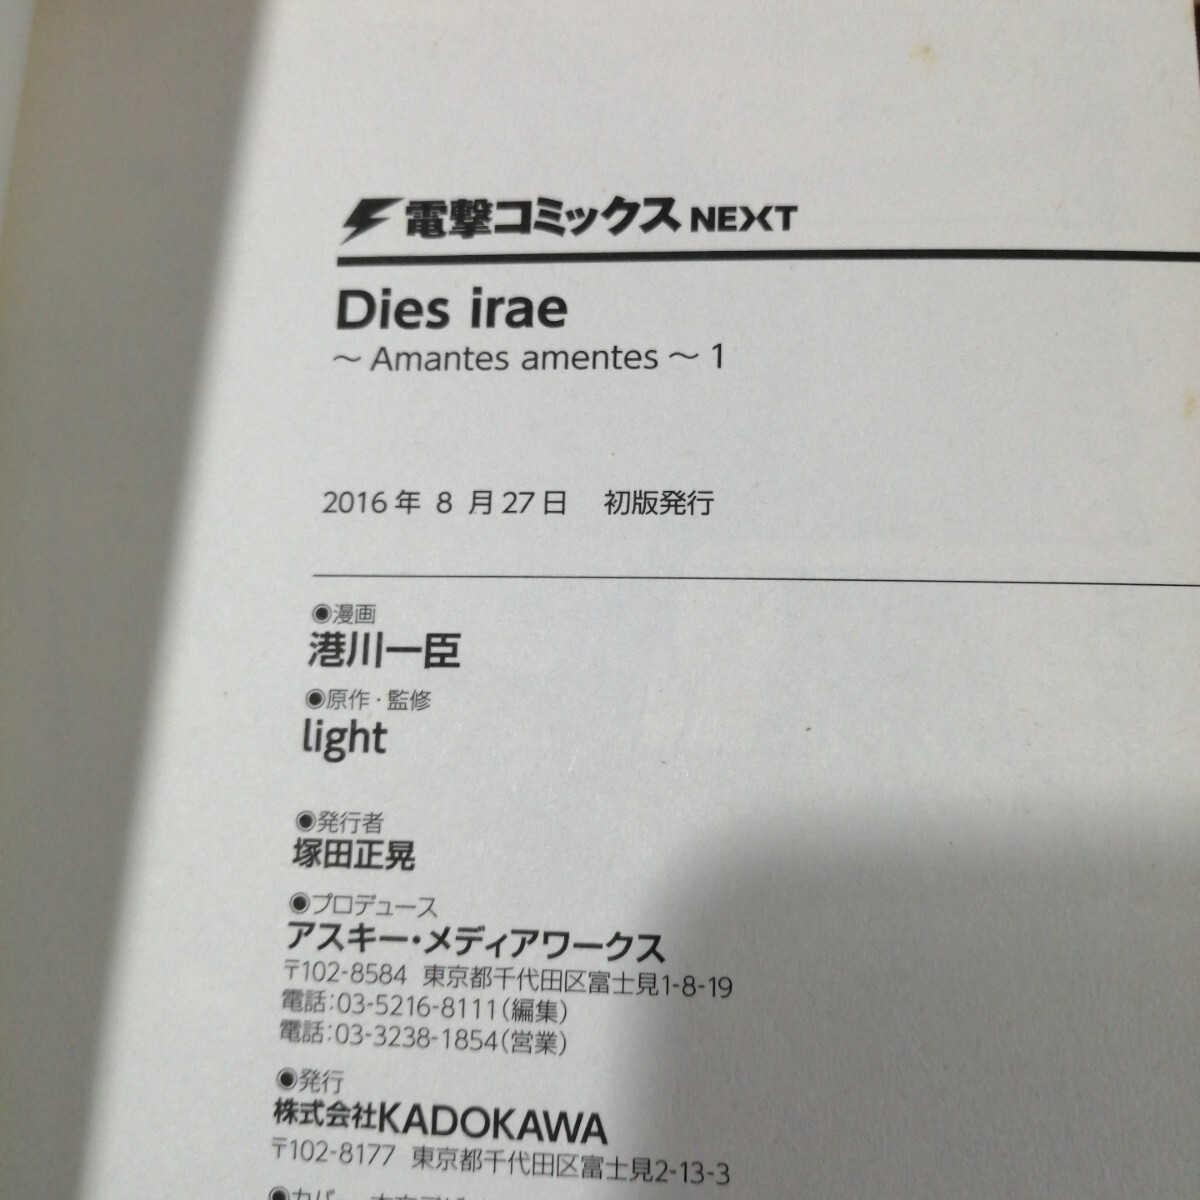 電撃コミックスNEXT
Dies irae
～Amantes amentes～1
2016年 8 月27日 初版発行
◉漫画
港川一臣
◉原作・監修
light
◉発行者
塚田正晃
◉プロデュース
アスキー・メディアワークス
〒102-8584 東京都千代田区富士見1-8-19
電話:03-5216-8111(編集)
電話:03-3238-1854(営業)
◉発行
株式会社KADOKAWA
〒102-8177 東京都千代田区富士見2-13-3